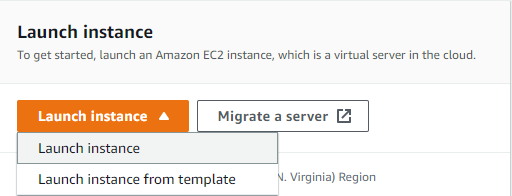 Launch instance
To get started, launch an Amazon EC2 instance, which is a virtual server in the cloud.
Launch instance Migrate a server
Launch instance
Launch instance from template
N. Virginia) Region